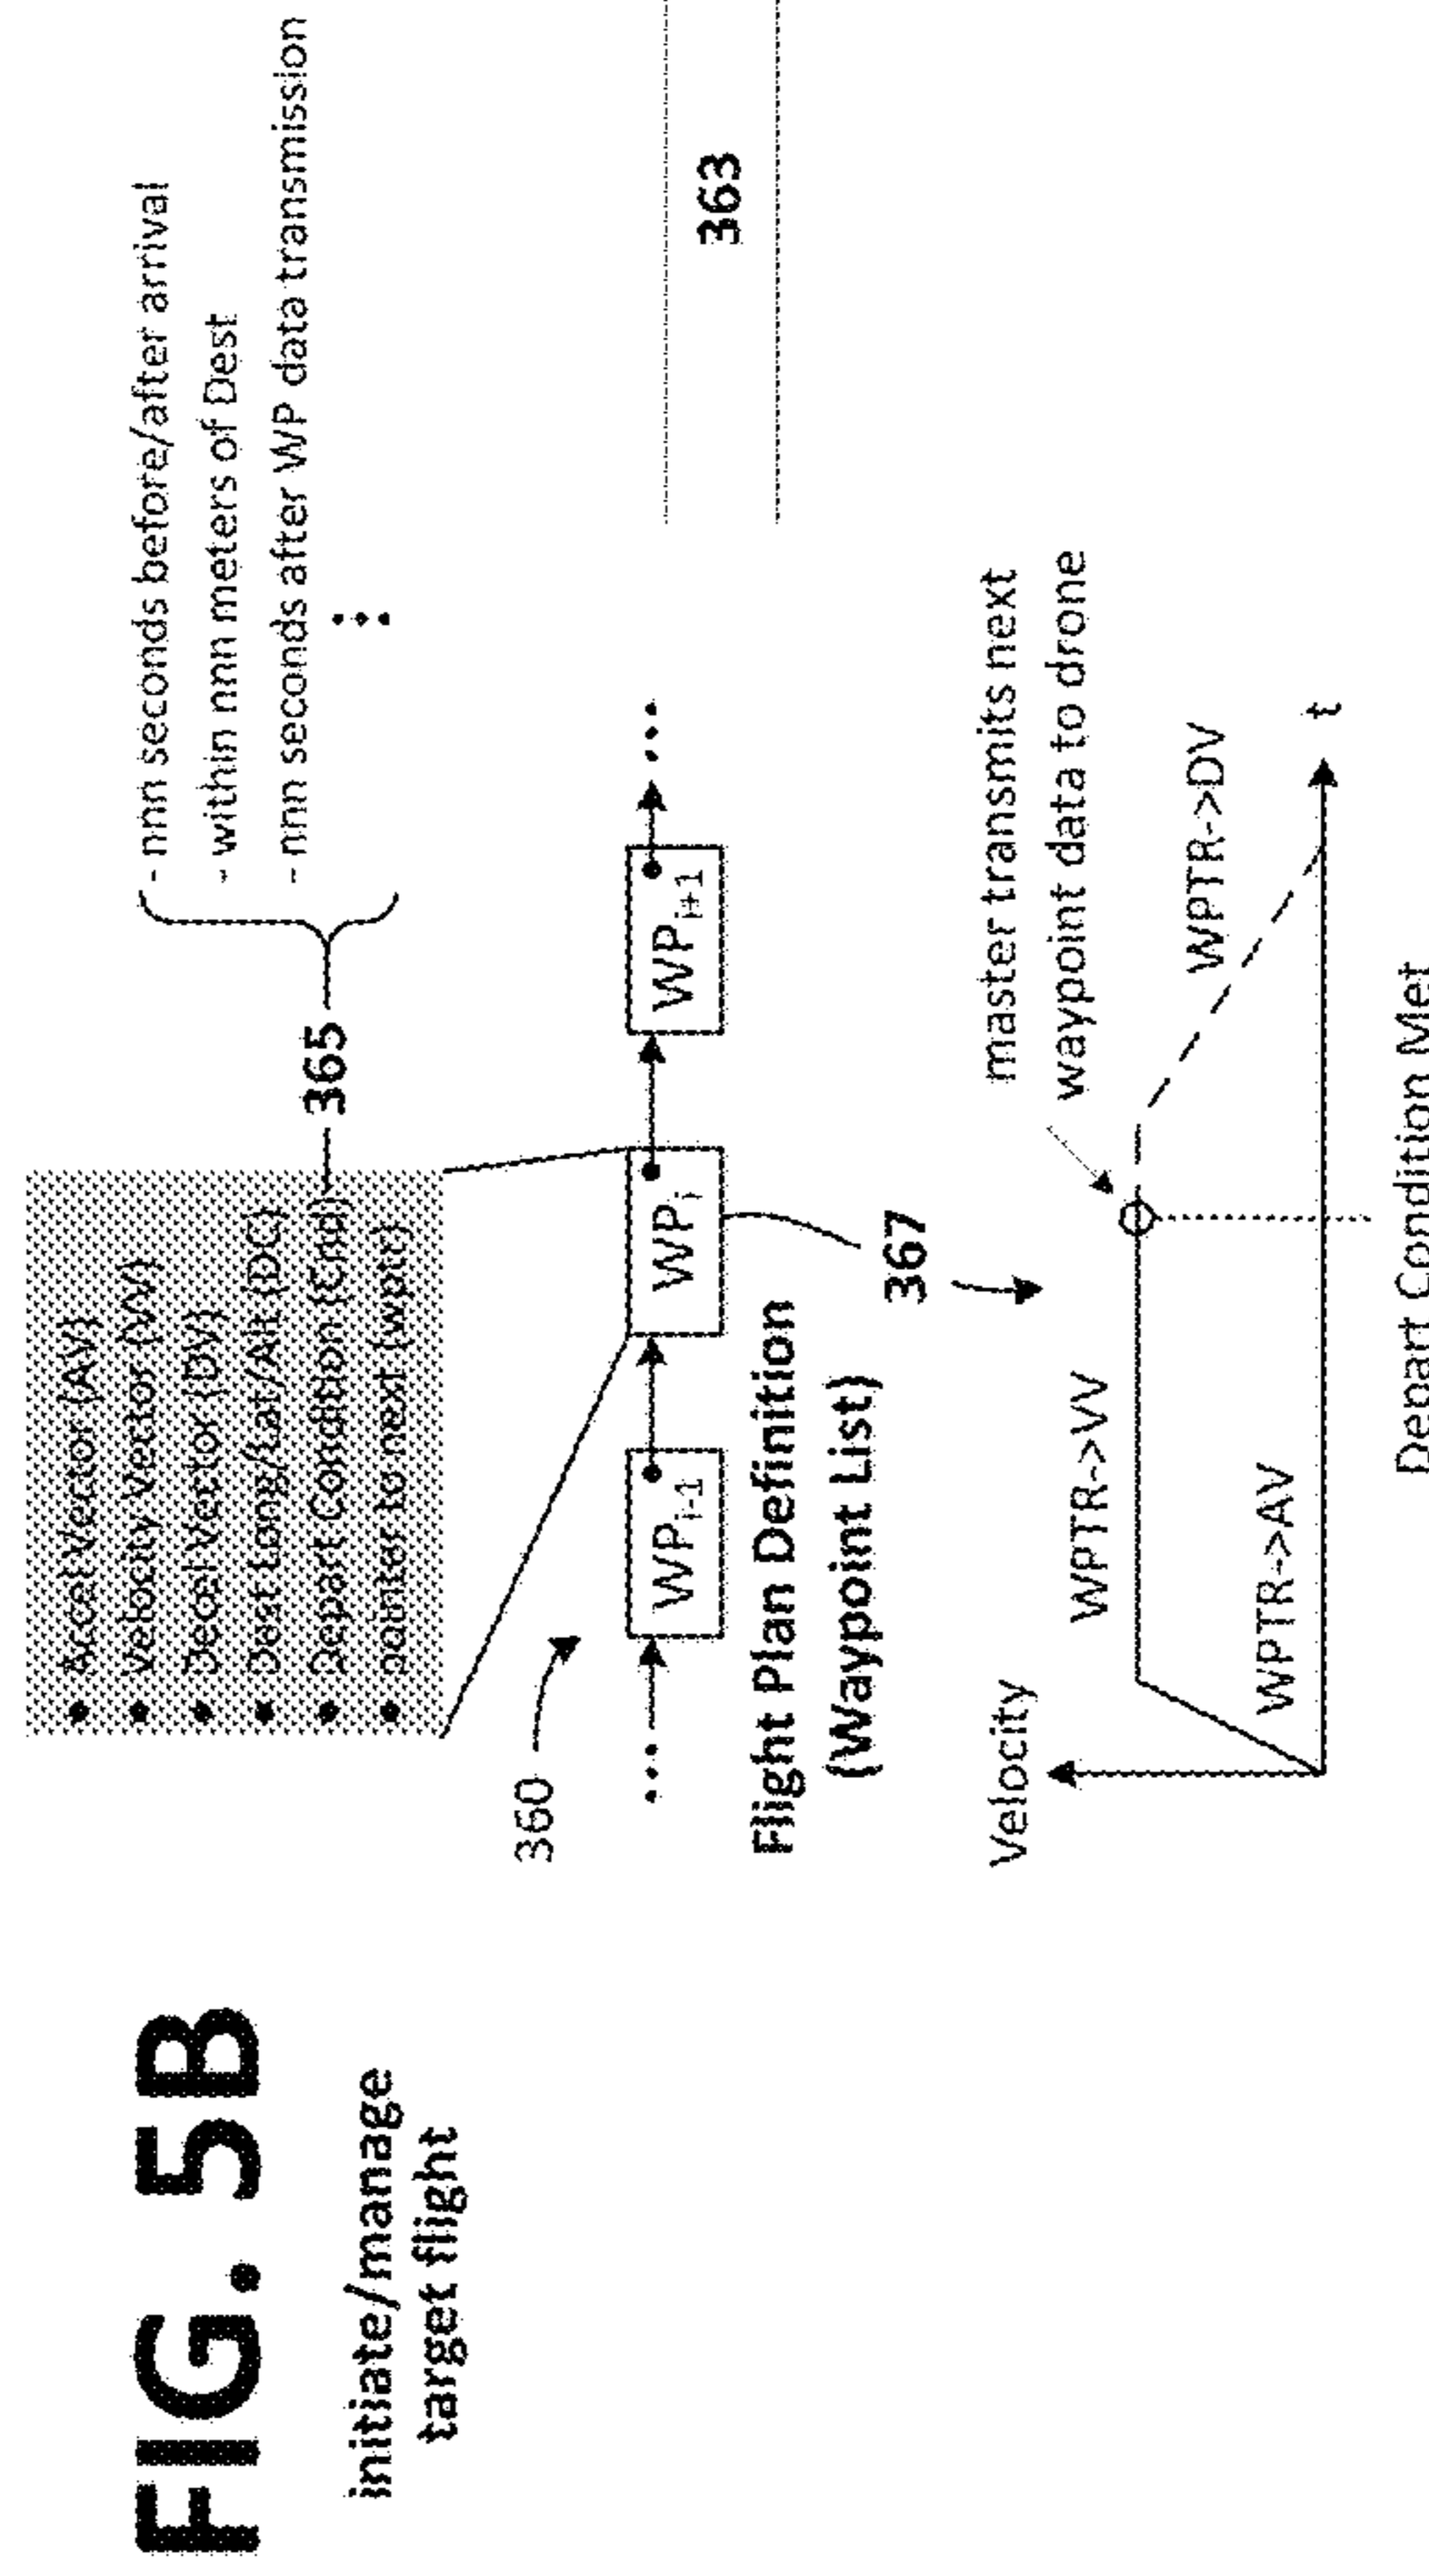 FIG. 5B
initiate/manage
target flight
• Accel Vector (AV)
• Velocity Vector (VV)
• Decel Vector (DV)
• Dest Long/Lat/Alt (DC)
• Depart Condition (Cnd)
• pointer to next (wptr)
365
- nnn seconds before/after arrival
- within nnn meters of Dest
- nnn seconds after WP data transmission
⋮
360
... WPi-1 WPi WPi+1 ...
363
Flight Plan Definition
(Waypoint List)
367
Velocity
master transmits next
waypoint data to drone
WPTR->VV
WPTR->AV
WPTR->DV
t
Depart Condition Met